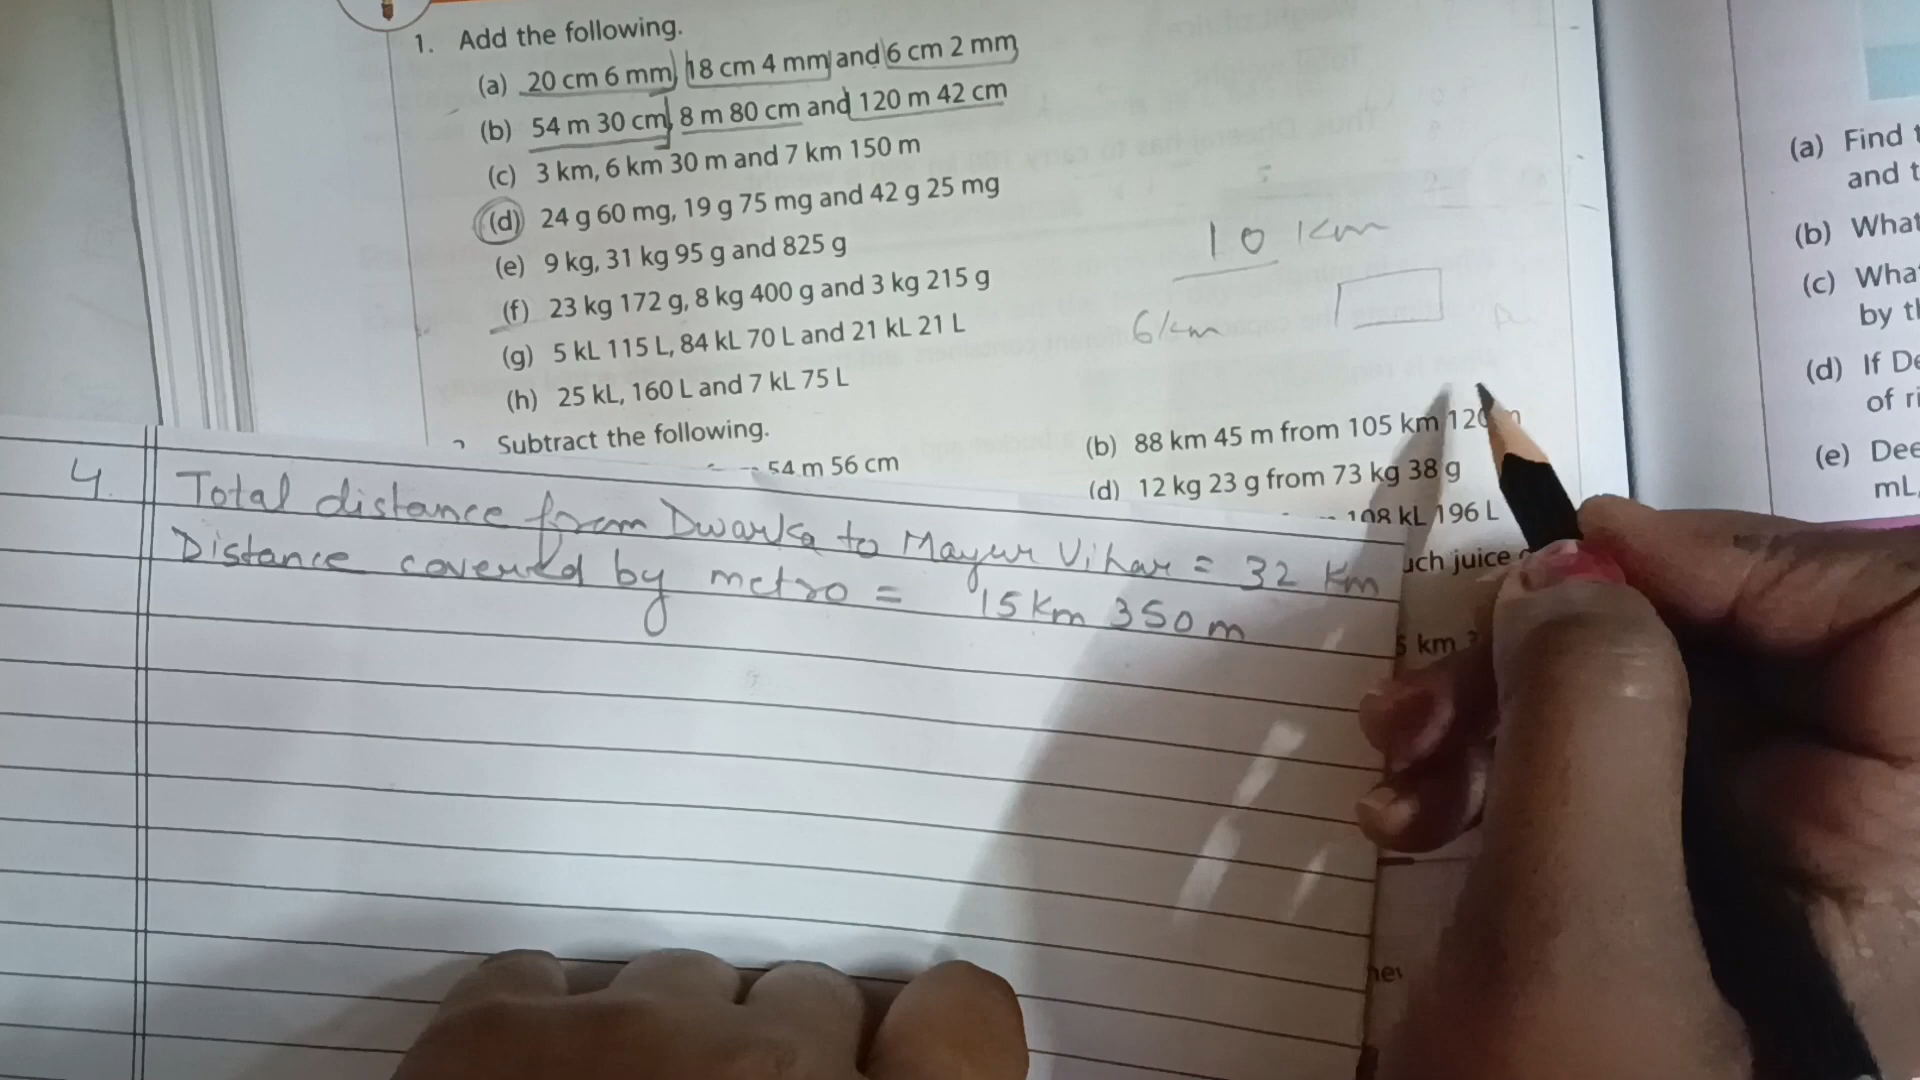 1. Add the following.
(a) 20 cm 6 mm, 18 cm 4 mm and 6 cm 2 mm
(b) 54 m 30 cm, 8 m 80 cm and 120 m 42 cm
(c) 3 km, 6 km 30 m and 7 km 150 m
(d) 24 g 60 mg, 19 g 75 mg and 42 g 25 mg
(e) 9 kg, 31 kg 95 g and 825 g
(f) 23 kg 172 g, 8 kg 400 g and 3 kg 215 g
(g) 5 kL 115 L, 84 kL 70 L and 21 kL 21 L
(h) 25 kL, 160 L and 7 kL 75 L
10 km
6 km
Subtract the following.
54 m 56 cm
(b) 88 km 45 m from 105 km 120
(d) 12 kg 23 g from 73 kg 38 g
108 kL 196 L
juice
5 km
4. Total distance from Dwarka to Mayur Vihar = 32 km
Distance covered by metro = 15 km 350 m
(a) Find
and
(b) What
(c) What
by
(d) If
of
(e)
mL